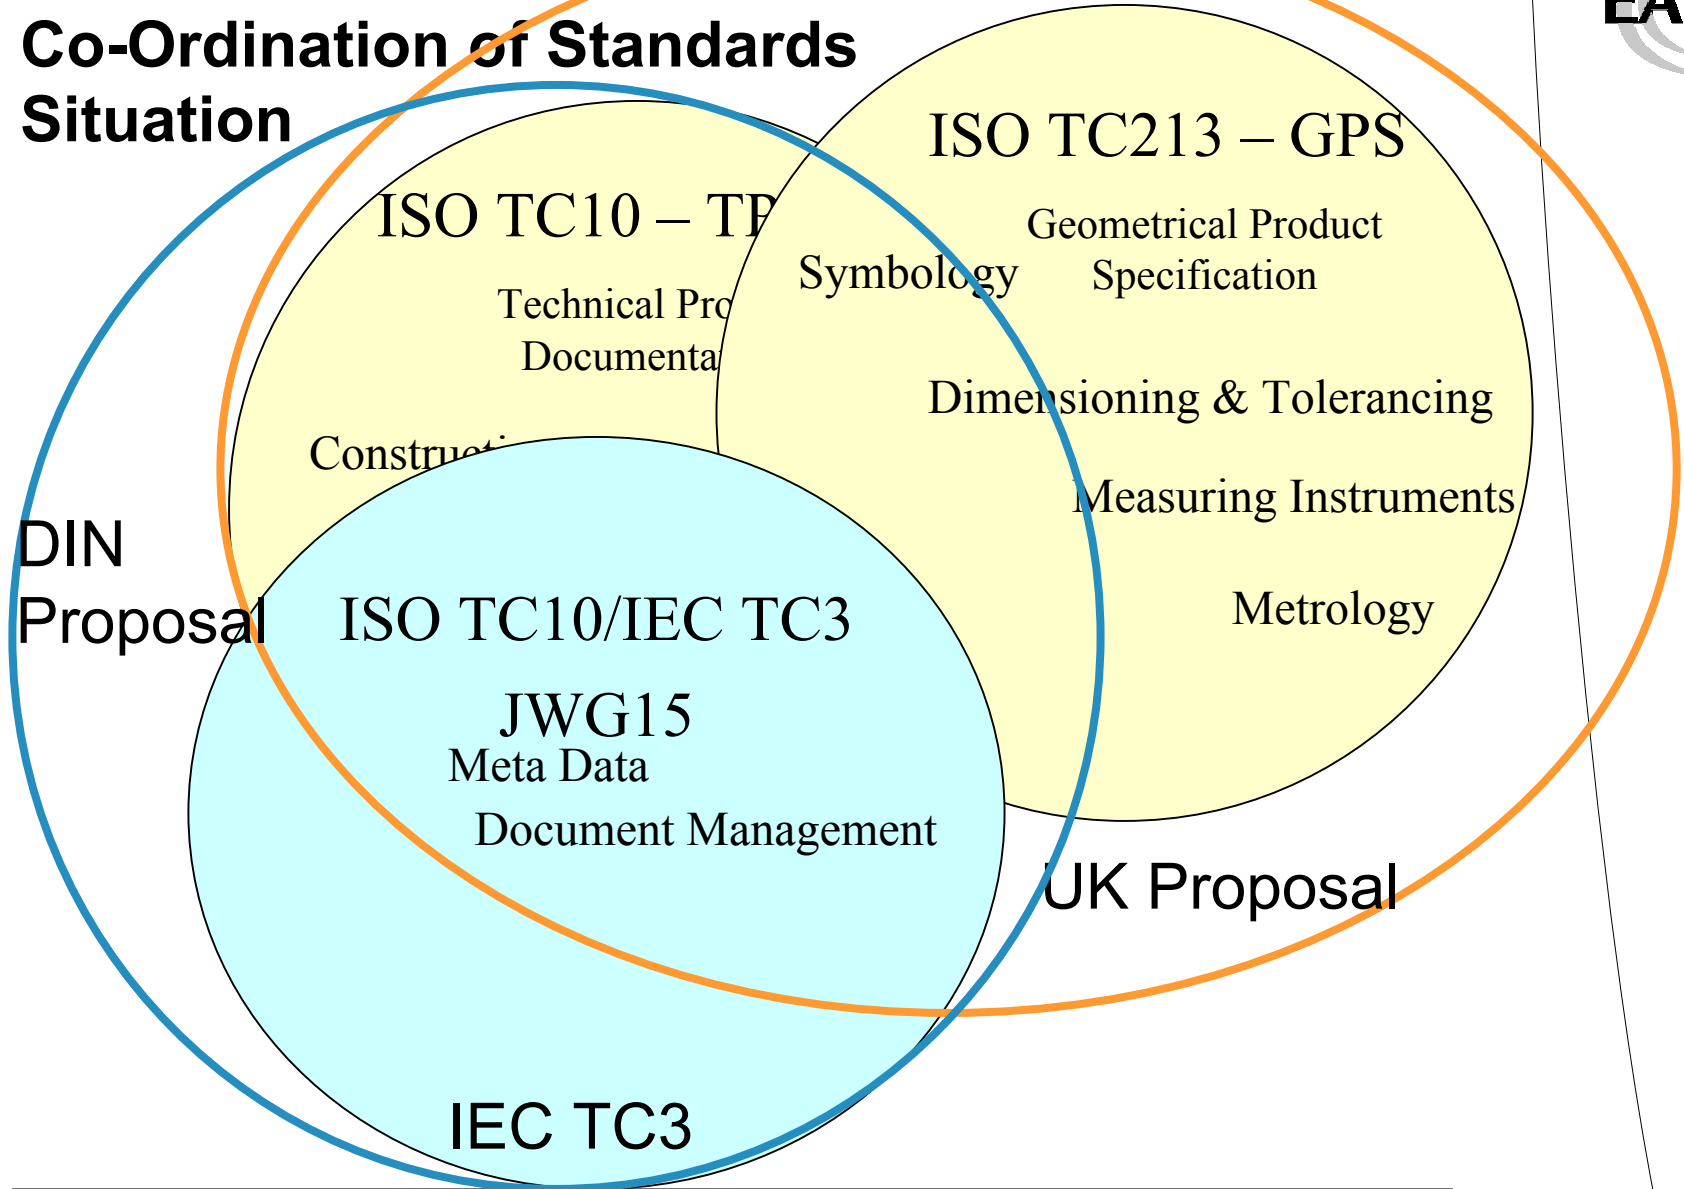 Co-Ordination of Standards
Situation
EA
ISO TC213 – GPS
Geometrical Product
Specification
Symbology
Dimensioning & Tolerancing
Measuring Instruments
Metrology
ISO TC10 – TP
Technical Pro
Documenta
Constructi
DIN
Proposal
ISO TC10/IEC TC3
JWG15
Meta Data
Document Management
UK Proposal
IEC TC3